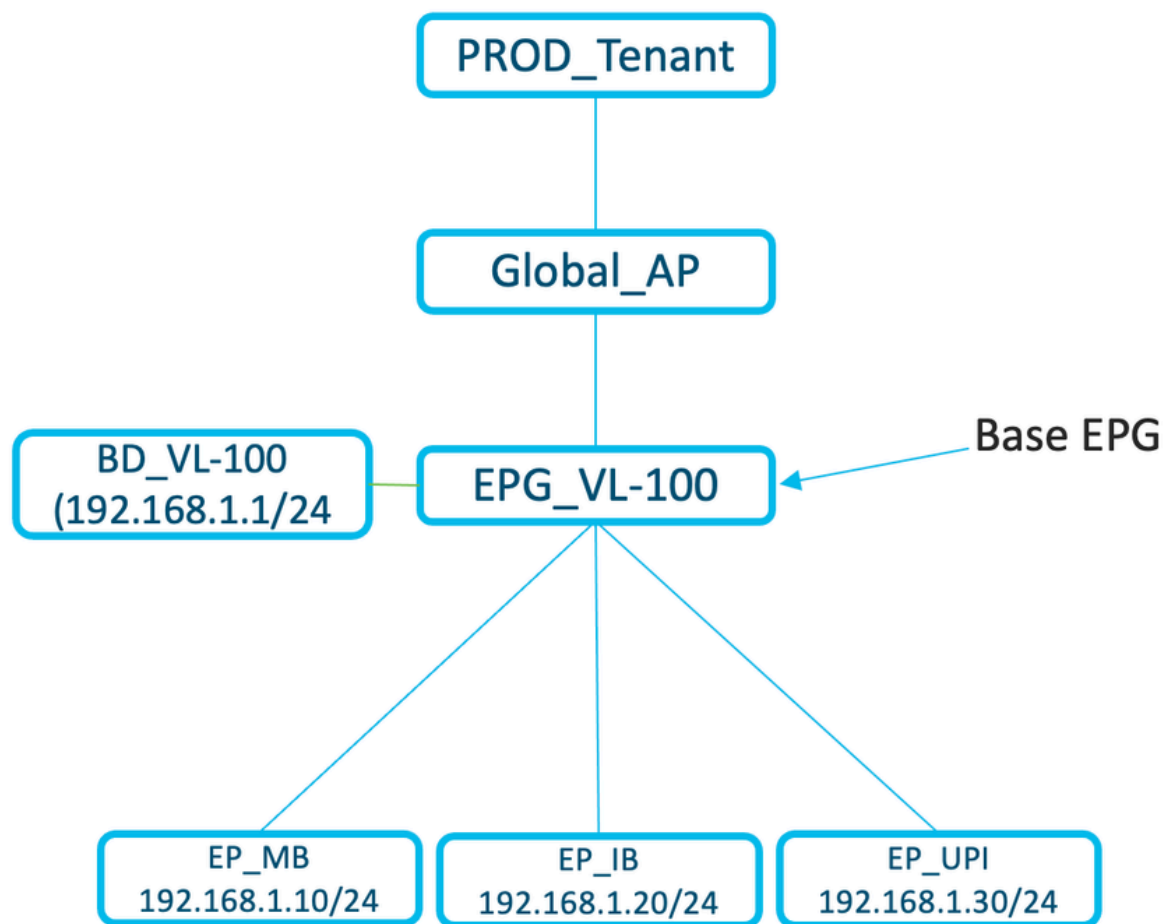 PROD_Tenant
Global_AP
BD_VL-100
(192.168.1.1/24
EPG_VL-100
Base EPG
EP_MB
192.168.1.10/24
EP_IB
192.168.1.20/24
EP_UPI
192.168.1.30/24